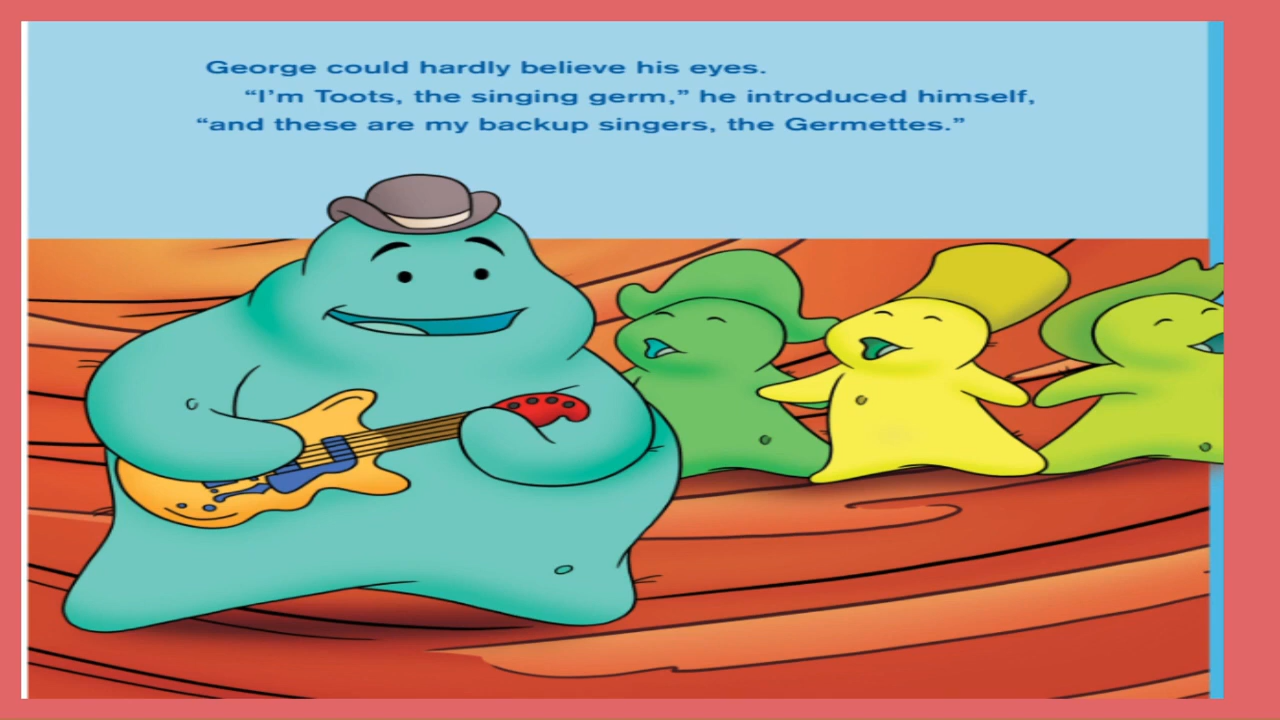 George could hardly believe his eyes.
“I’m Toots, the singing germ,” he introduced himself,
“and these are my backup singers, the Germettes.”